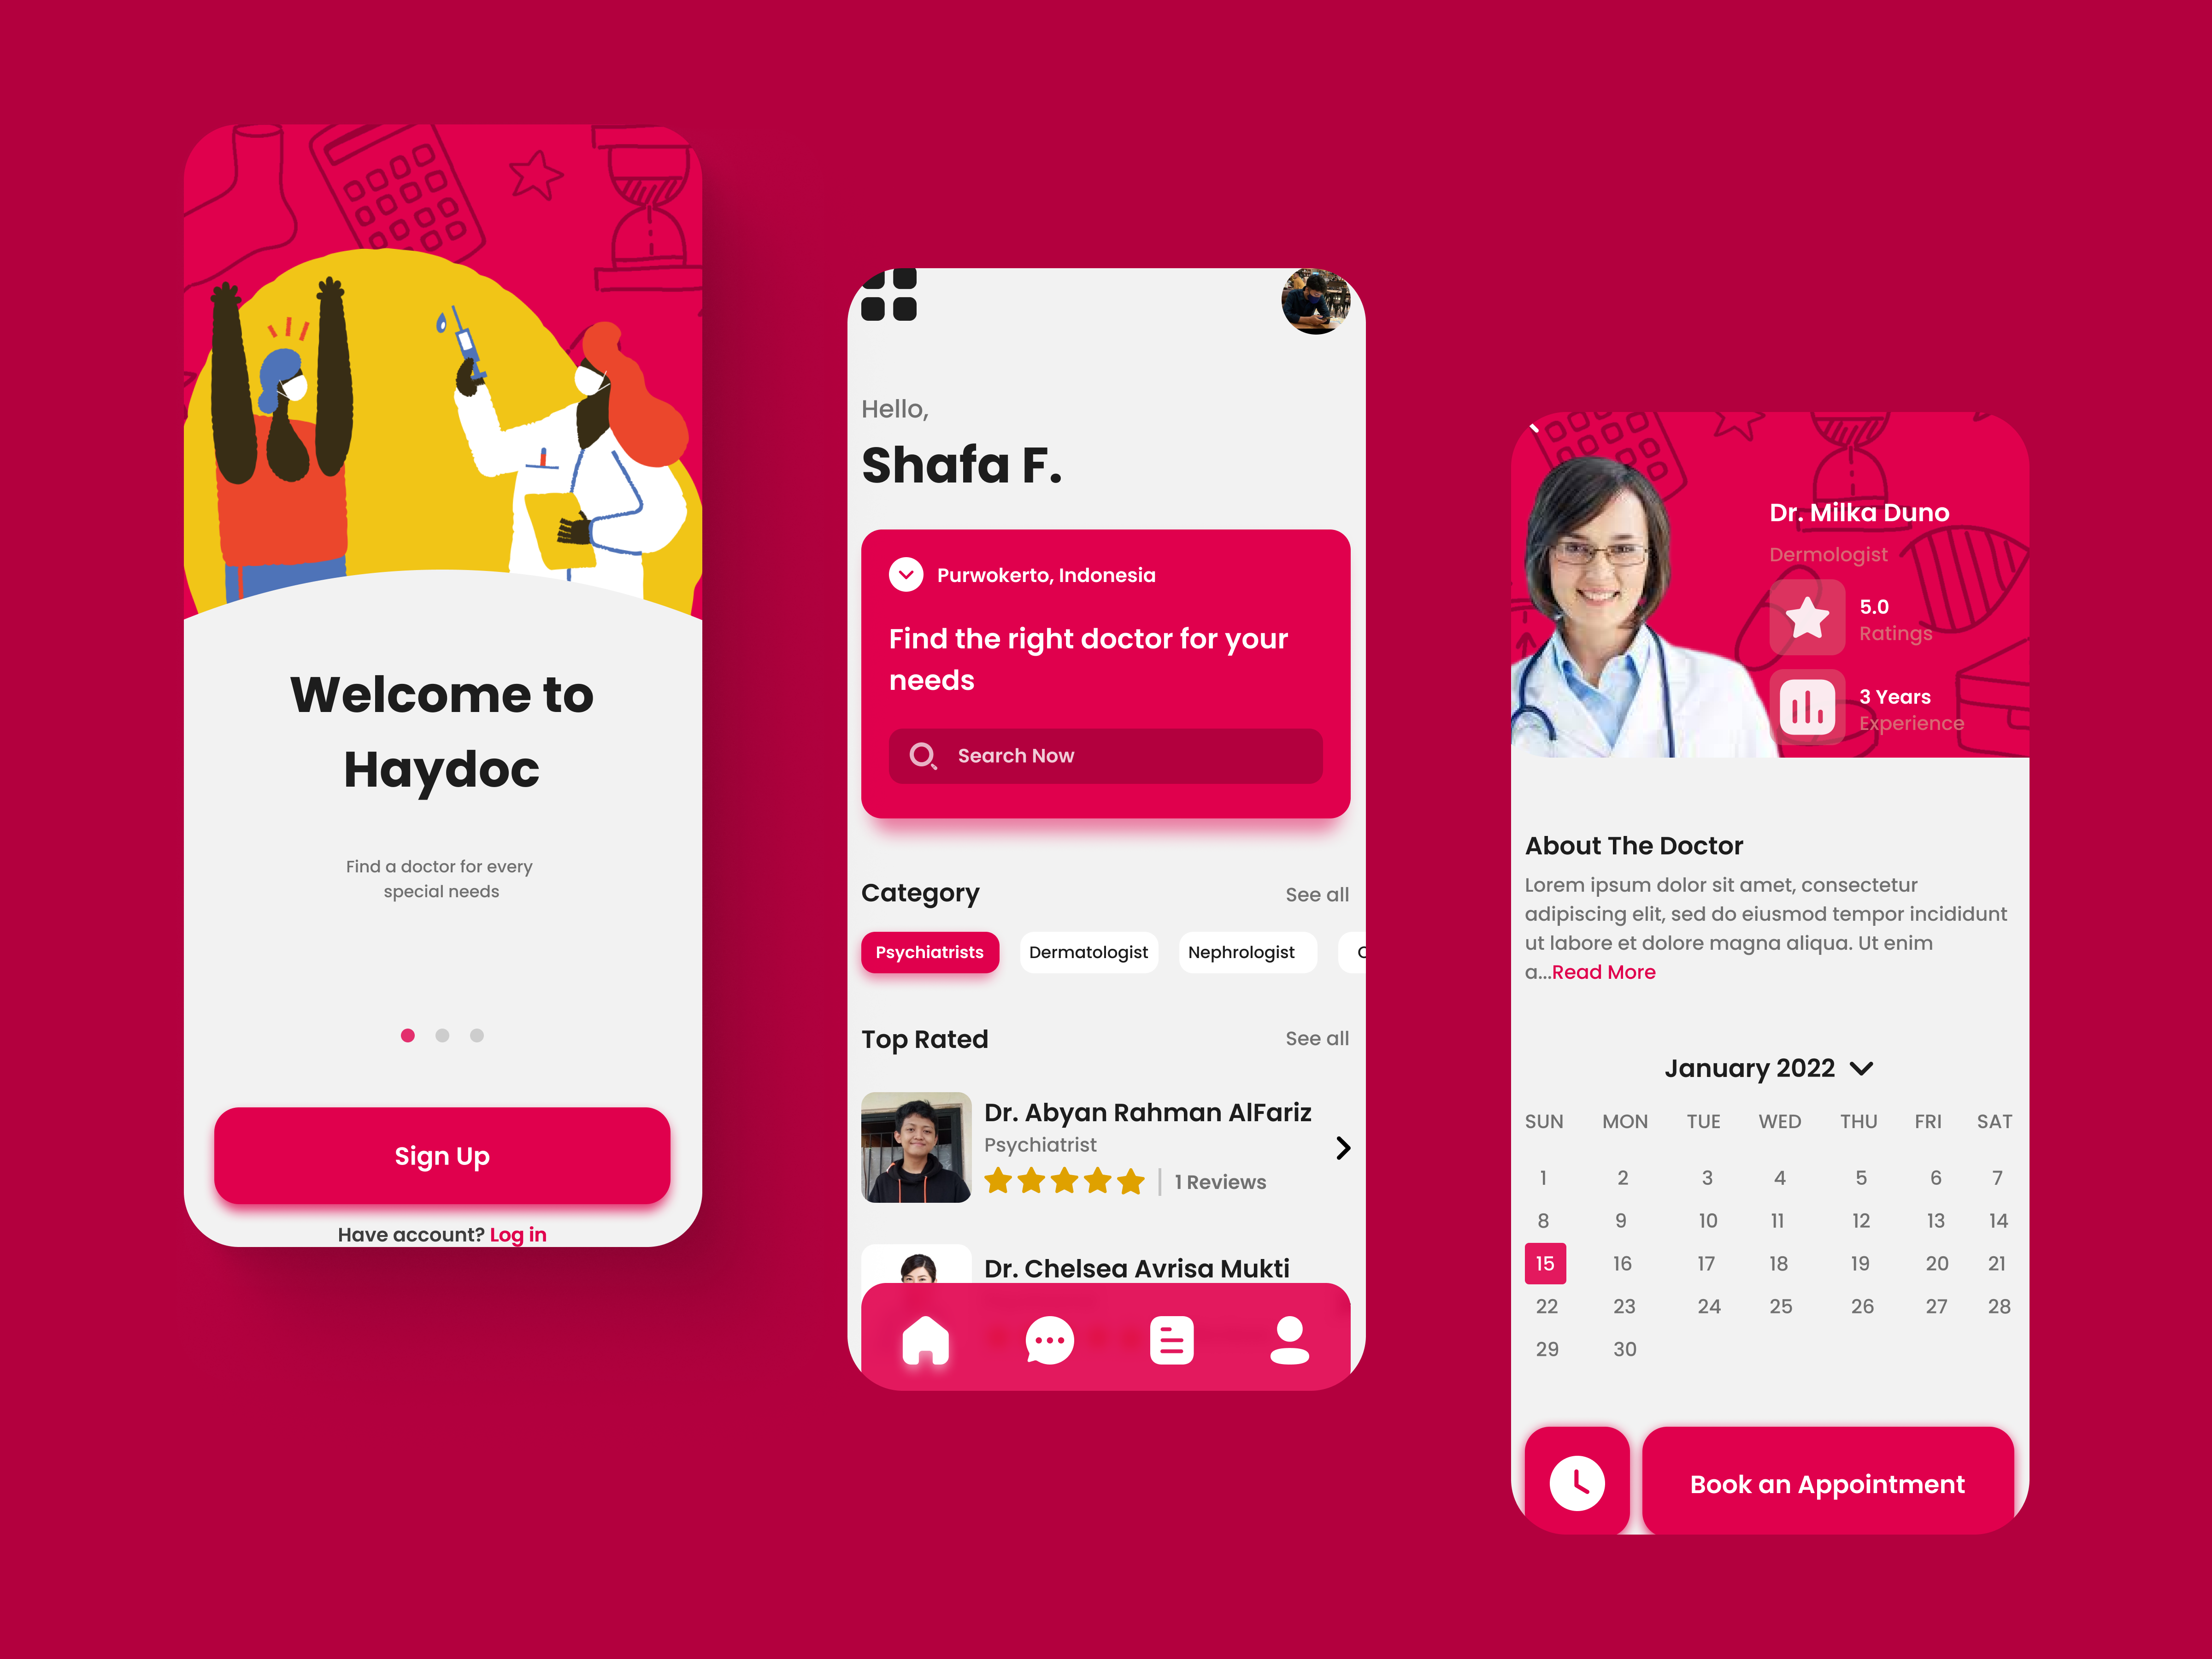 Welcome to
Haydoc
Find a doctor for every
special needs
Sign Up
Have account? Log in
Hello,
Shafa F.
Purwokerto, Indonesia
Find the right doctor for your
needs
Search Now
Category See all
Psychiatrists Dermatologist Nephrologist
Top Rated See all
Dr. Abyan Rahman AlFariz
Psychiatrist
1 Reviews
Dr. Chelsea Avrisa Mukti
Dr. Milka Duno
Dermologist
5.0
Ratings
3 Years
Experience
About The Doctor
Lorem ipsum dolor sit amet, consectetur
adipiscing elit, sed do eiusmod tempor incididunt
ut labore et dolore magna aliqua. Ut enim
a...Read More
January 2022
SUN MON TUE WED THU FRI SAT
1 2 3 4 5 6 7
8 9 10 11 12 13 14
15 16 17 18 19 20 21
22 23 24 25 26 27 28
29 30
Book an Appointment